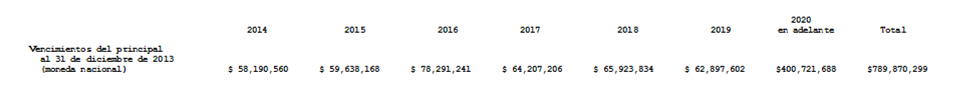 2020
2014 2015 2016 2017 2018 2019 en adelante Total
Vencimientos del principal
al 31 de diciembre de 2013
(moneda nacional) $ 58,190,560 $ 59,638,168 $ 78,291,241 $ 64,207,206 $ 65,923,834 $ 62,897,602 $400,721,688 $789,870,299